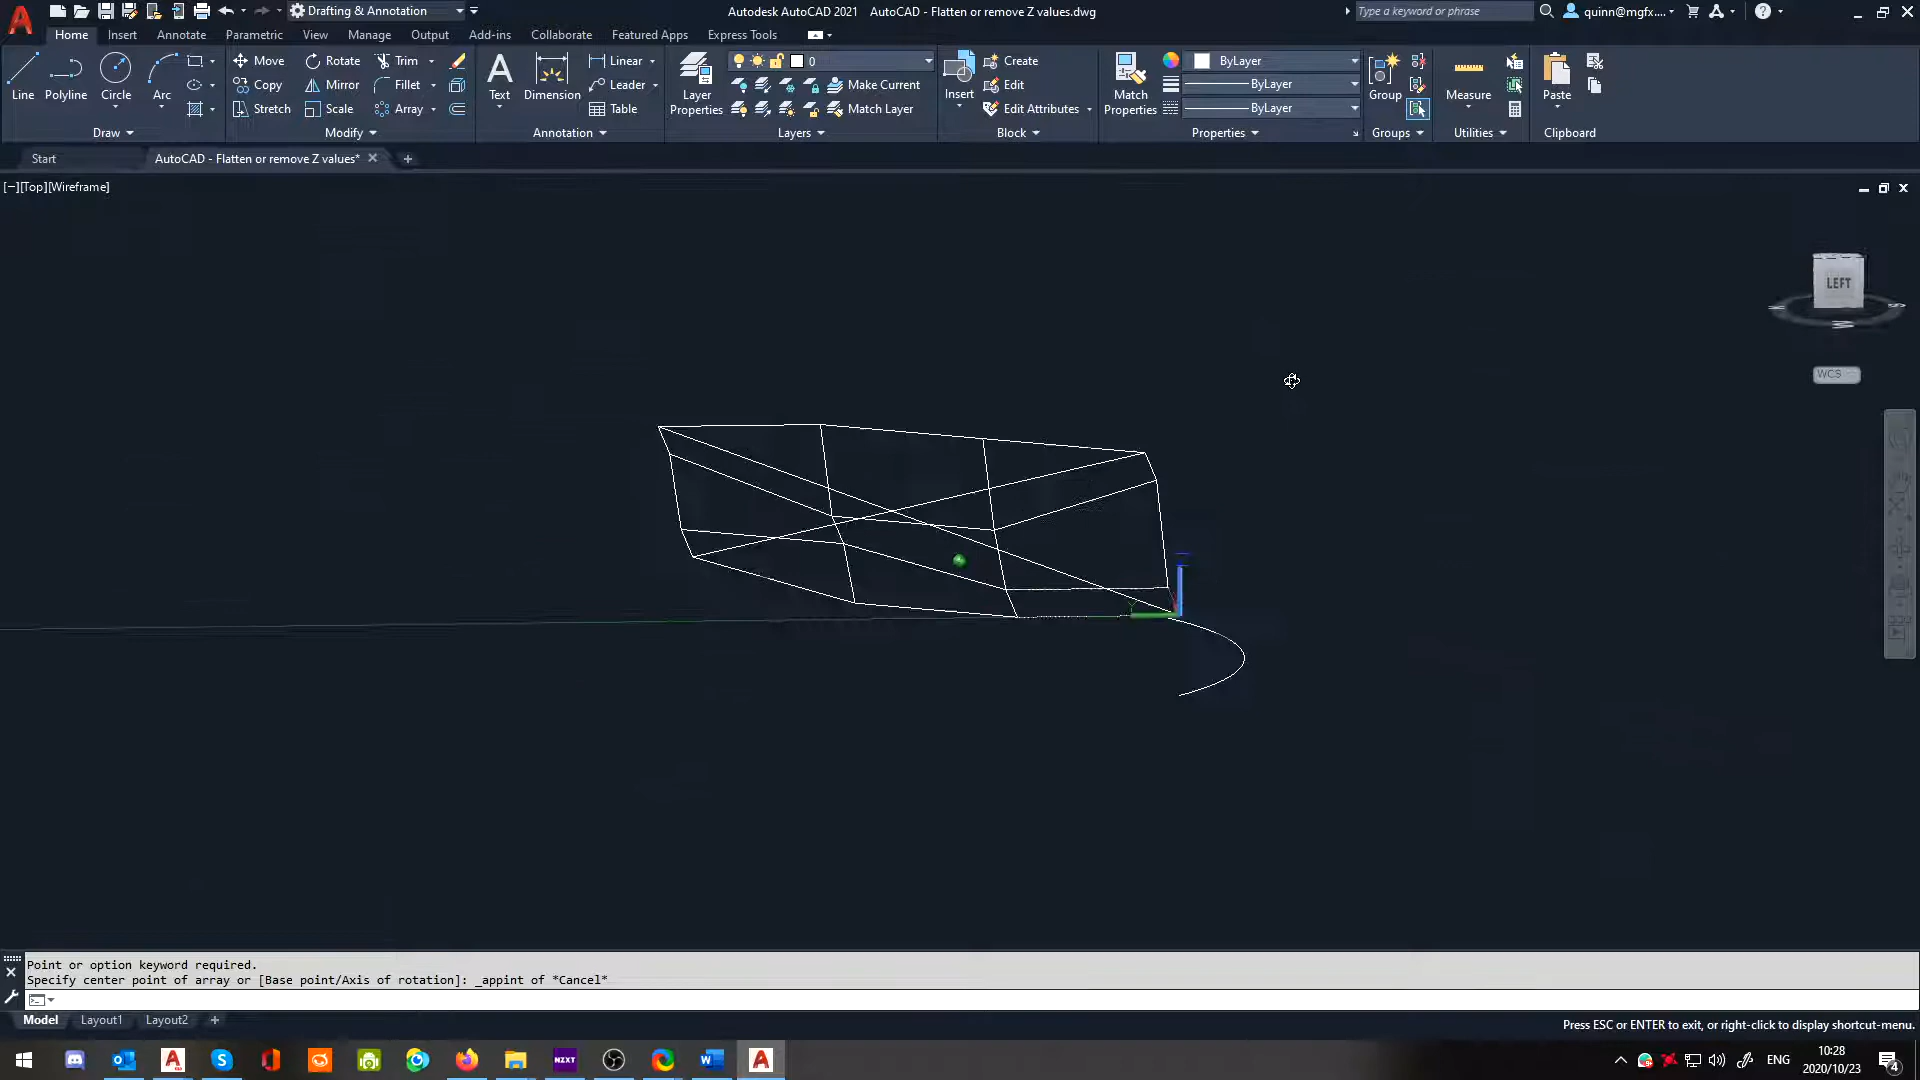 Drafting & Annotation
Autodesk AutoCAD 2021 AutoCAD - Flatten or remove Z values.dwg
Type a keyword or phrase
quinn@mgfx....
Home Insert Annotate Parametric View Manage Output Add-ins Collaborate Featured Apps Express Tools
Line Polyline Circle Arc
Draw
Move Rotate Trim
Copy Mirror Fillet
Stretch Scale Array
Modify
Text Dimension
Linear
Leader
Table
Annotation
Layer Properties
0
Make Current
Match Layer
Layers
Insert
Create
Edit
Edit Attributes
Block
Match Properties
ByLayer
ByLayer
ByLayer
Properties
Group
Groups
Measure
Utilities
Paste
Clipboard
Start
AutoCAD - Flatten or remove Z values*
[−][Top][Wireframe]
LEFT
WCS
Point or option keyword required.
Specify center point of array or [Base point/Axis of rotation]: _appint of *Cancel*
Model Layout1 Layout2
Press ESC or ENTER to exit, or right-click to display shortcut-menu.
NZXT
ENG
10:28
2020/10/23
4